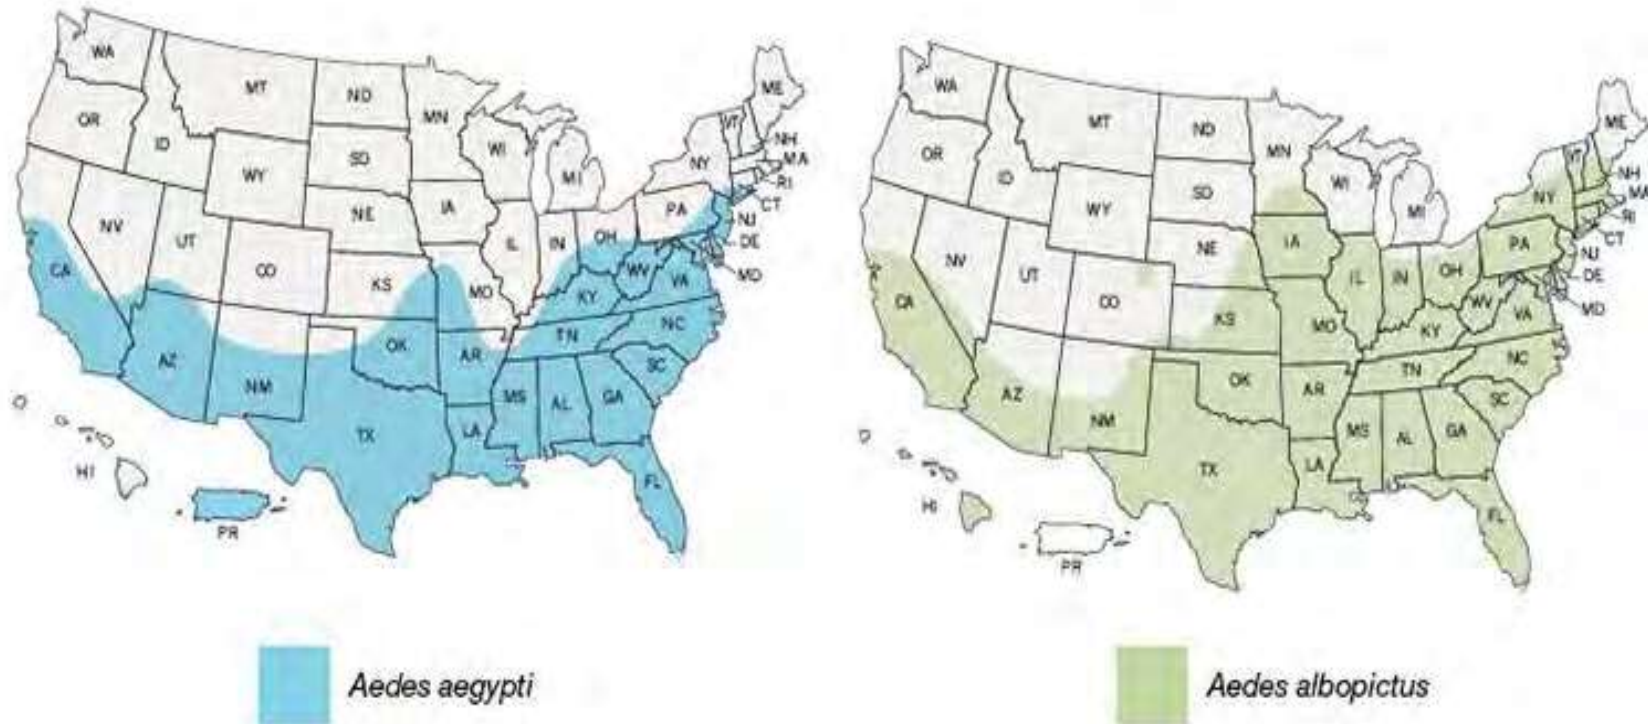 WA
MT
ND
MN
ME
OR
ID
SD
WI
VT
NH
NY
MA
MI
RI
WY
CT
IA
NE
PA
NJ
NV
UT
IL
IN
OH
DE
CO
CA
KS
MO
WV
VA
MD
KY
NC
TN
AZ
OK
AR
NM
SC
MS
AL
GA
TX
LA
FL
HI
PR
Aedes aegypti
WA
MT
ND
MN
ME
OR
ID
SD
WI
VT
NH
NY
MA
MI
RI
WY
CT
IA
NE
PA
NJ
NV
UT
IL
IN
OH
DE
CO
CA
KS
MO
WV
VA
MD
KY
NC
TN
AZ
OK
AR
NM
SC
MS
AL
GA
TX
LA
FL
HI
PR
Aedes albopictus